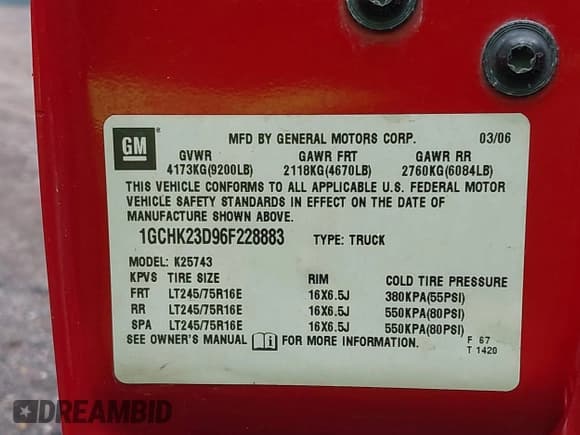 GM
MFD BY GENERAL MOTORS CORP. 03/06
GVWR GAWR FRT GAWR RR
4173KG(9200LB) 2118KG(4670LB) 2760KG(6084LB)
THIS VEHICLE CONFORMS TO ALL APPLICABLE U.S. FEDERAL MOTOR
VEHICLE SAFETY STANDARDS IN EFFECT ON THE DATE OF
MANUFACTURE SHOWN ABOVE.
1GCHK23D96F228883 TYPE: TRUCK
MODEL: K25743
KPVS TIRE SIZE RIM COLD TIRE PRESSURE
FRT LT245/75R16E 16X6.5J 380KPA(55PSI)
RR LT245/75R16E 16X6.5J 550KPA(80PSI)
SPA LT245/75R16E 16X6.5J 550KPA(80PSI)
SEE OWNER'S MANUAL i FOR MORE INFORMATION.
F 67
T 1420
DREAMBID